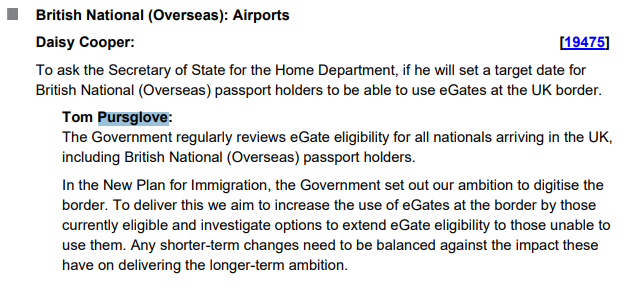 British National (Overseas): Airports
Daisy Cooper: [19475]
To ask the Secretary of State for the Home Department, if he will set a target date for
British National (Overseas) passport holders to be able to use eGates at the UK border.
Tom Pursglove:
The Government regularly reviews eGate eligibility for all nationals arriving in the UK,
including British National (Overseas) passport holders.
In the New Plan for Immigration, the Government set out our ambition to digitise the
border. To deliver this we aim to increase the use of eGates at the border by those
currently eligible and investigate options to extend eGate eligibility to those unable to
use them. Any shorter-term changes need to be balanced against the impact these
have on delivering the longer-term ambition.